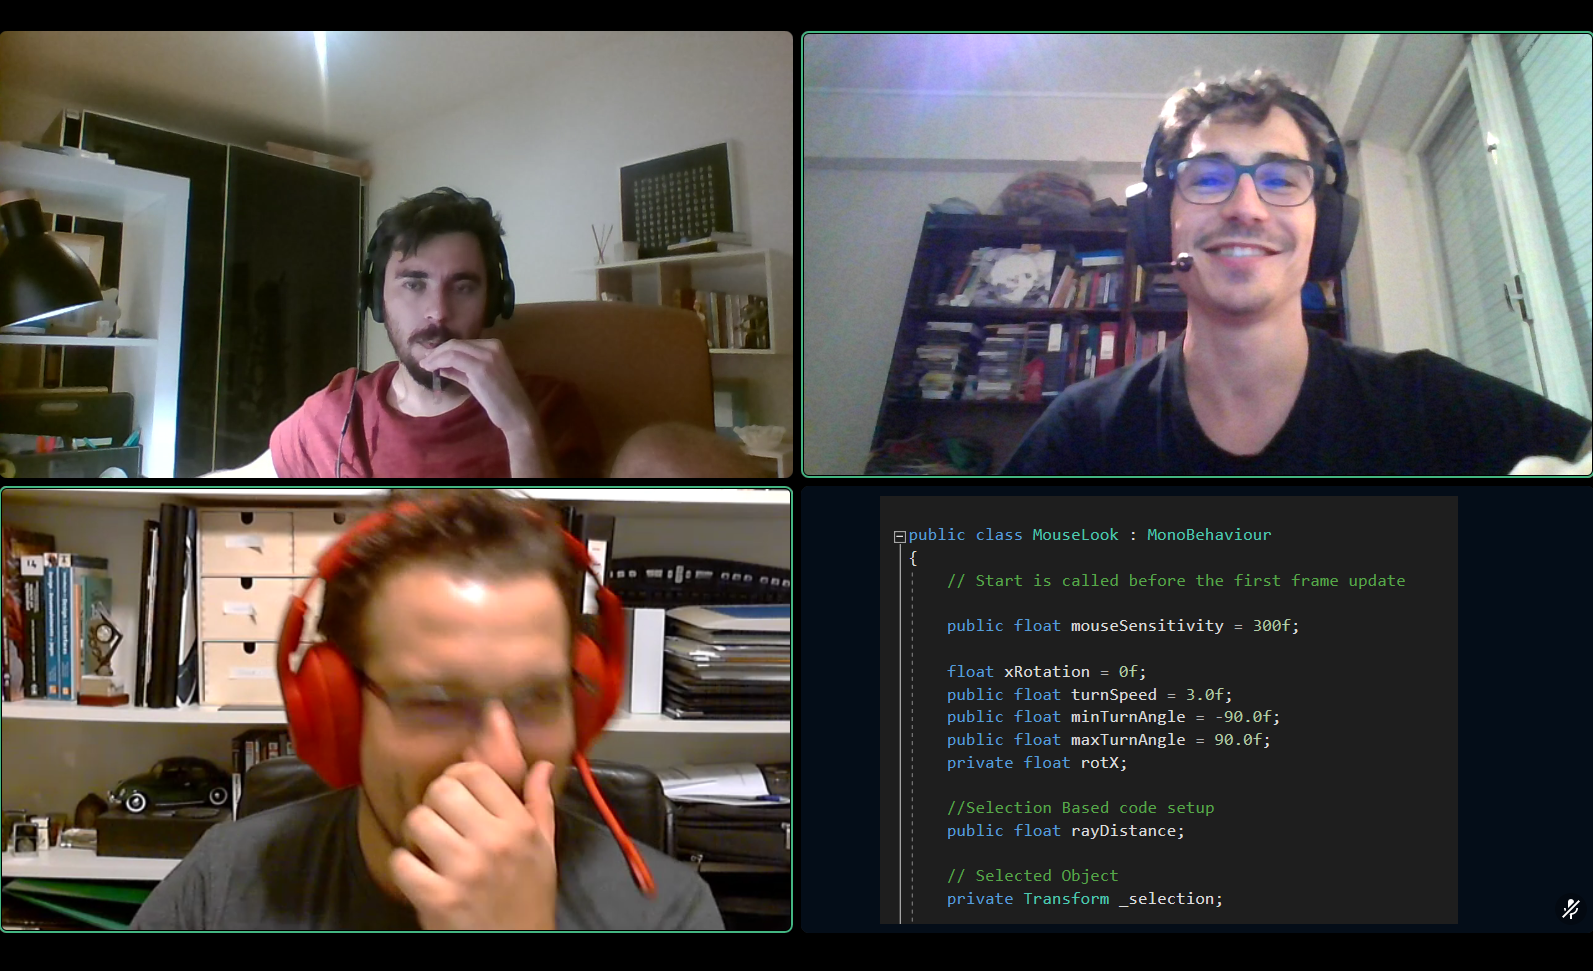 public class MouseLook : MonoBehaviour
{
// Start is called before the first frame update
public float mouseSensitivity = 300f;
float xRotation = 0f;
public float turnSpeed = 3.0f;
public float minTurnAngle = -90.0f;
public float maxTurnAngle = 90.0f;
private float rotX;
//Selection Based code setup
public float rayDistance;
// Selected Object
private Transform _selection;